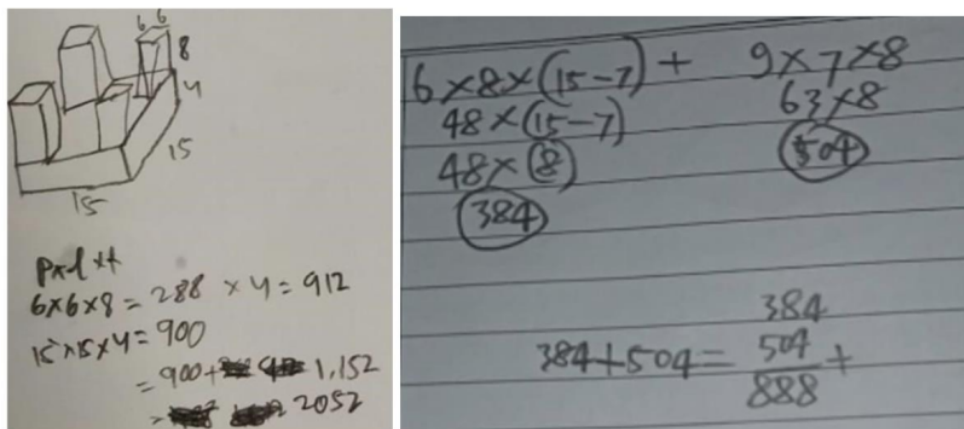 6 6
8
4
15
15
p x l x t
6 x 6 x 8 = 288 x 4 = 912
15 x 15 x 4 = 900
= 900 + 1,152
= 2052
6 x 8 x (15 - 7) + 9 x 7 x 8
48 x (15 - 7) 63 x 8
48 x (8) 504
384
384
384 + 504 = 504 +
888